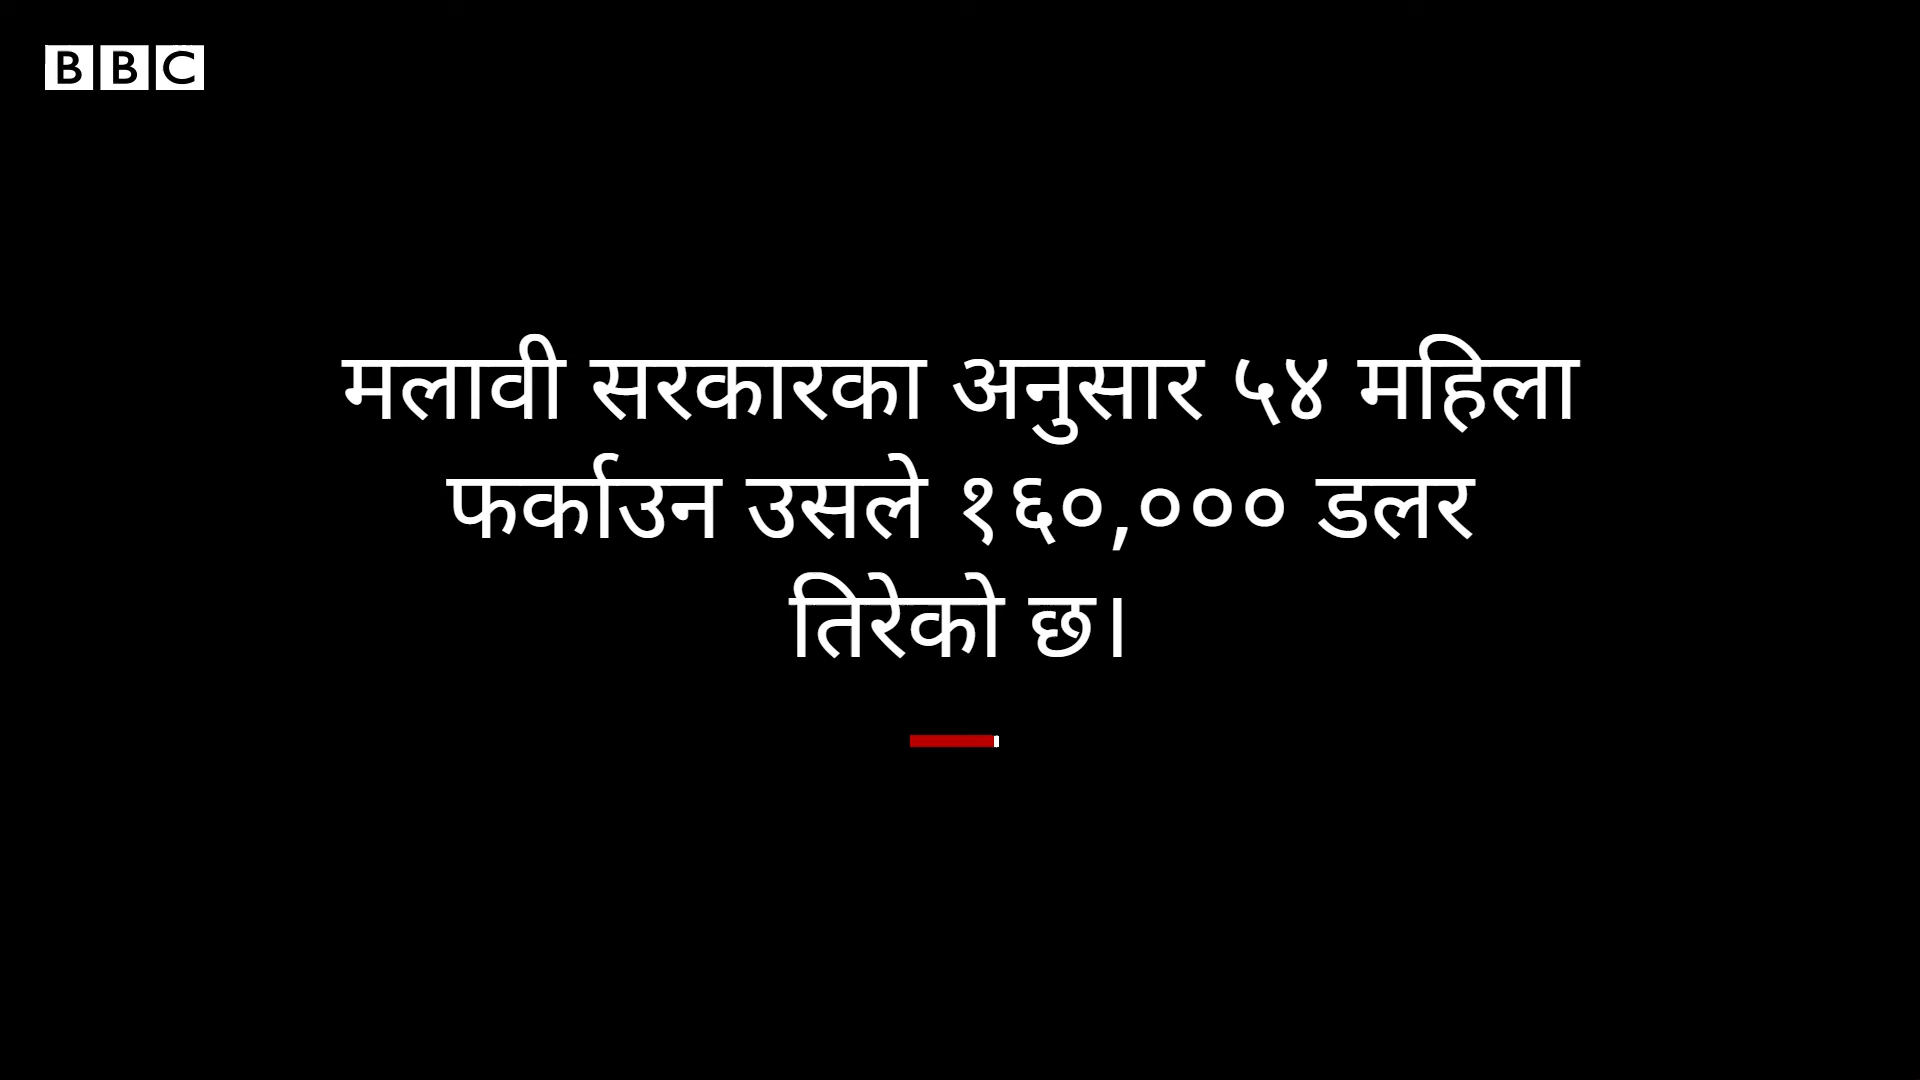 BBC
मलावी सरकारका अनुसार ५४ महिला
फर्काउन उसले १६०,००० डलर
तिरेको छ।